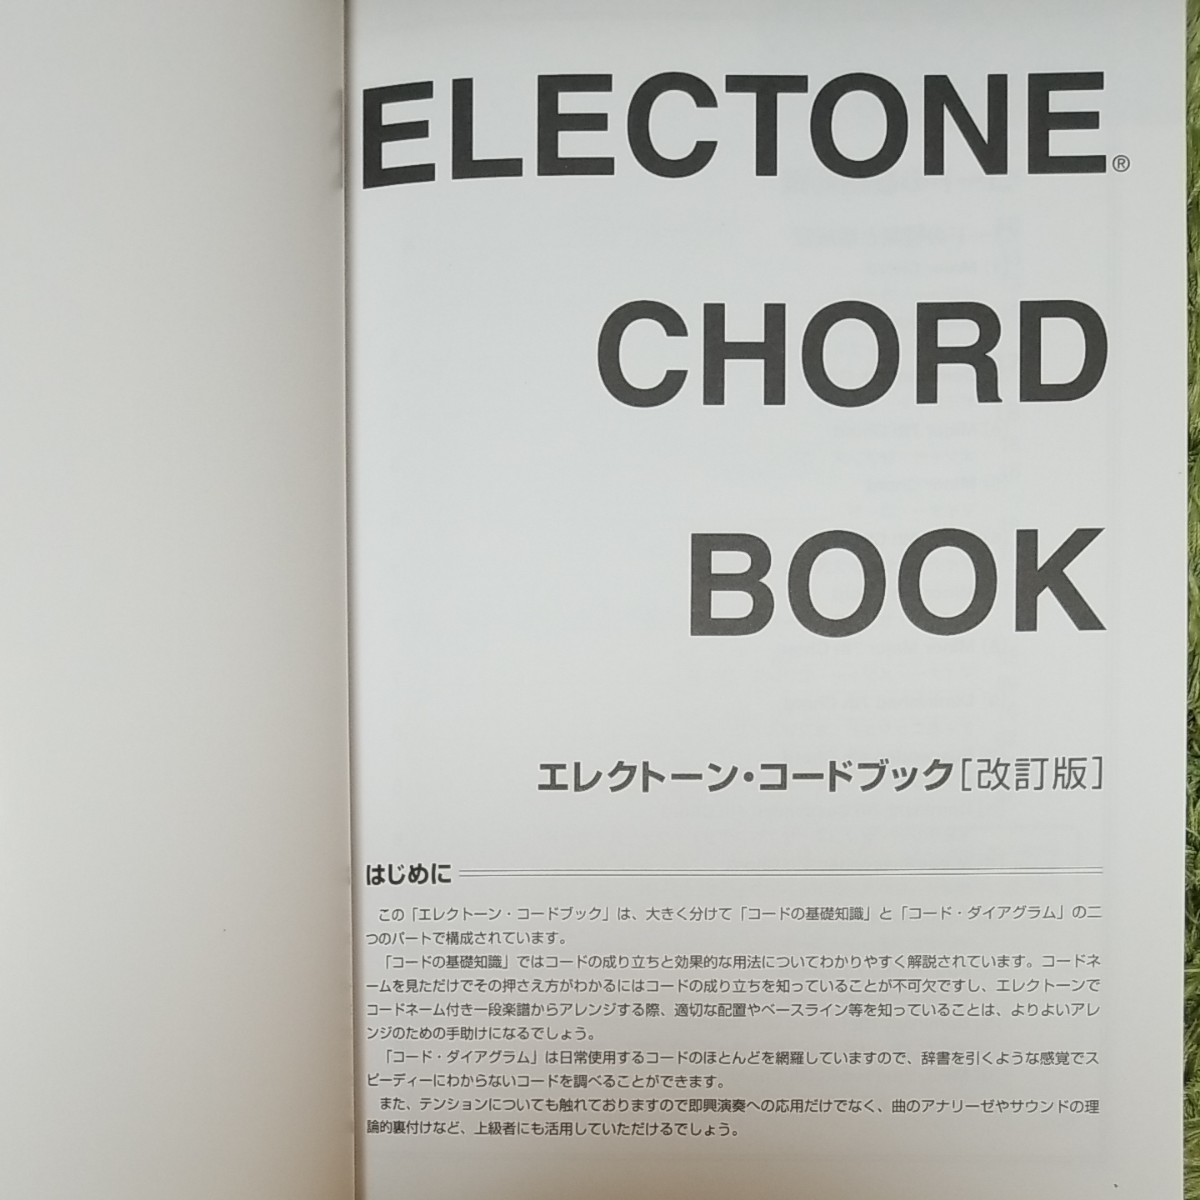 ELECTONE®
CHORD
BOOK
エレクトーン・コードブック[改訂版]
はじめに
この「エレクトーン・コードブック」は、大きく分けて「コードの基礎知識」と「コード・ダイアグラム」の二
つのパートで構成されています。
「コードの基礎知識」ではコードの成り立ちと効果的な用法についてわかりやすく解説されています。コードネ
ームを見ただけでその押さえ方がわかるにはコードの成り立ちを知っていることが不可欠ですし、エレクトーンで
コードネーム付き一段楽譜からアレンジする際、適切な配置やベースライン等を知っていることは、よりよいアレ
ンジのための手助けになるでしょう。
「コード・ダイアグラム」は日常使用するコードのほとんどを網羅していますので、辞書を引くような感覚でス
ピーディーにわからないコードを調べることができます。
また、テンションについても触れておりますので即興演奏への応用だけでなく、曲のアナリーゼやサウンドの理
論的裏付けなど、上級者にも活用していただけるでしょう。